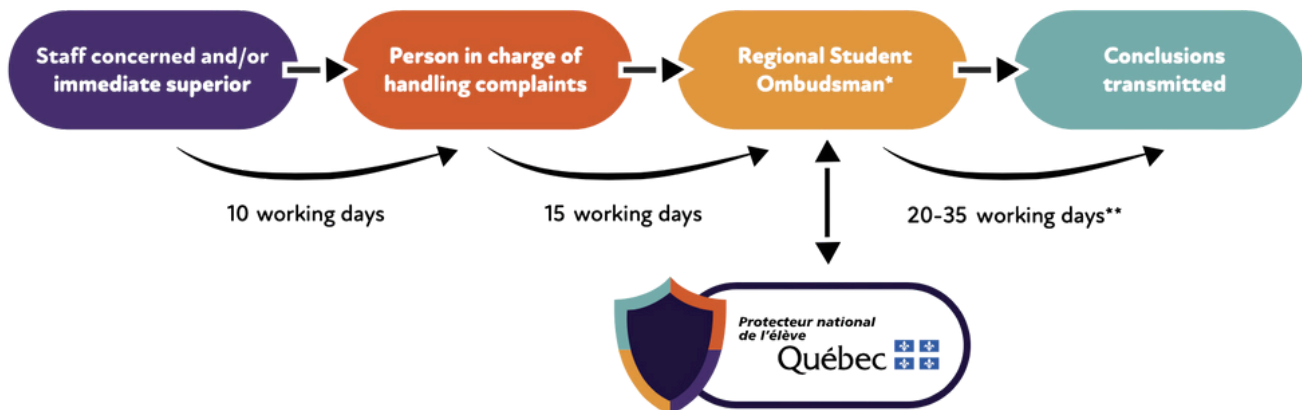 Staff concerned and/or
immediate superior
Person in charge of
handling complaints
Regional Student
Ombudsman*
Conclusions
transmitted
10 working days
15 working days
20-35 working days**
Protecteur national
de l'élève
Québec